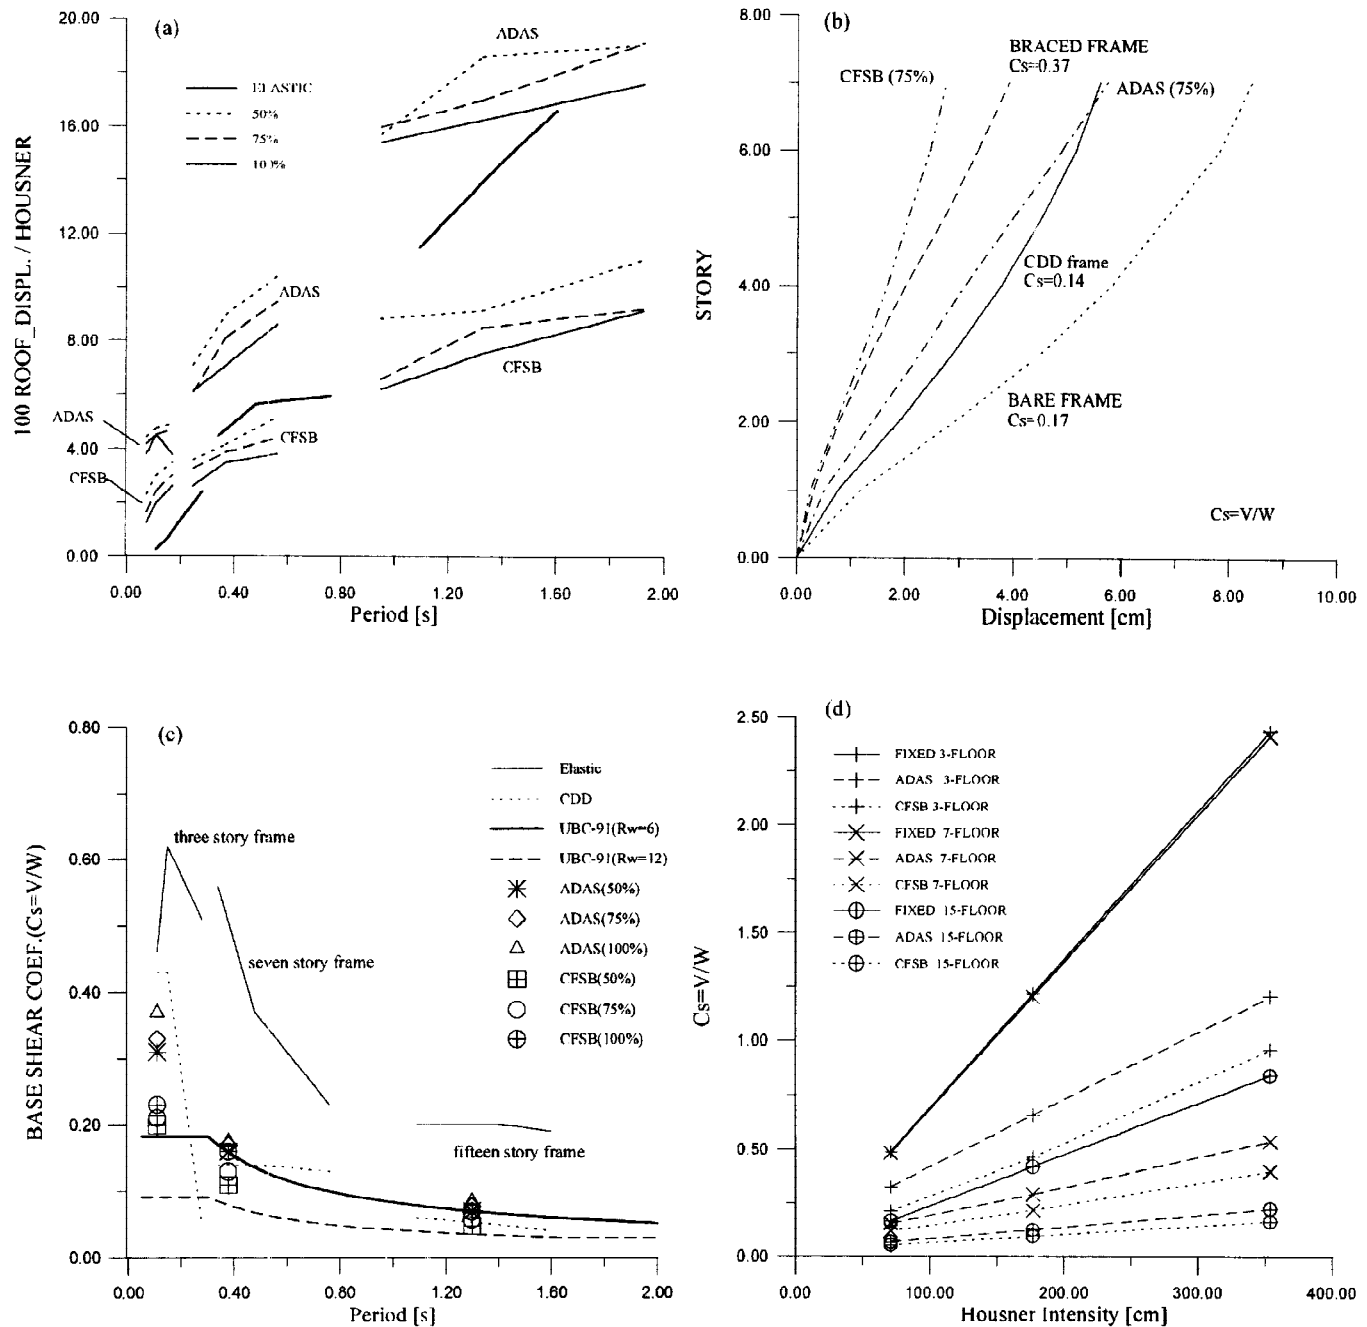 (a)
20.00
16.00
12.00
8.00
4.00
0.00
100 ROOF_DISPL. / HOUSNER
ELASTIC
50%
75%
100%
ADAS
ADAS
ADAS
CFSB
CFSB
CFSB
0.00 0.40 0.80 1.20 1.60 2.00
Period [s]
(b)
8.00
6.00
4.00
2.00
0.00
STORY
BRACED FRAME
Cs=0.37
CFSB (75%)
ADAS (75%)
CDD frame
Cs=0.14
BARE FRAME
Cs=0.17
Cs=V/W
0.00 2.00 4.00 6.00 8.00 10.00
Displacement [cm]
(c)
0.80
0.60
0.40
0.20
0.00
BASE SHEAR COEF.(Cs=V/W)
three story frame
seven story frame
fifteen story frame
Elastic
CDD
UBC-91(Rw=6)
UBC-91(Rw=12)
ADAS(50%)
ADAS(75%)
ADAS(100%)
CFSB(50%)
CFSB(75%)
CFSB(100%)
0.00 0.40 0.80 1.20 1.60 2.00
Period [s]
(d)
2.50
2.00
1.50
1.00
0.50
0.00
Cs=V/W
FIXED 3-FLOOR
ADAS 3-FLOOR
CFSB 3-FLOOR
FIXED 7-FLOOR
ADAS 7-FLOOR
CFSB 7-FLOOR
FIXED 15-FLOOR
ADAS 15-FLOOR
CFSB 15-FLOOR
0.00 100.00 200.00 300.00 400.00
Housner Intensity [cm]